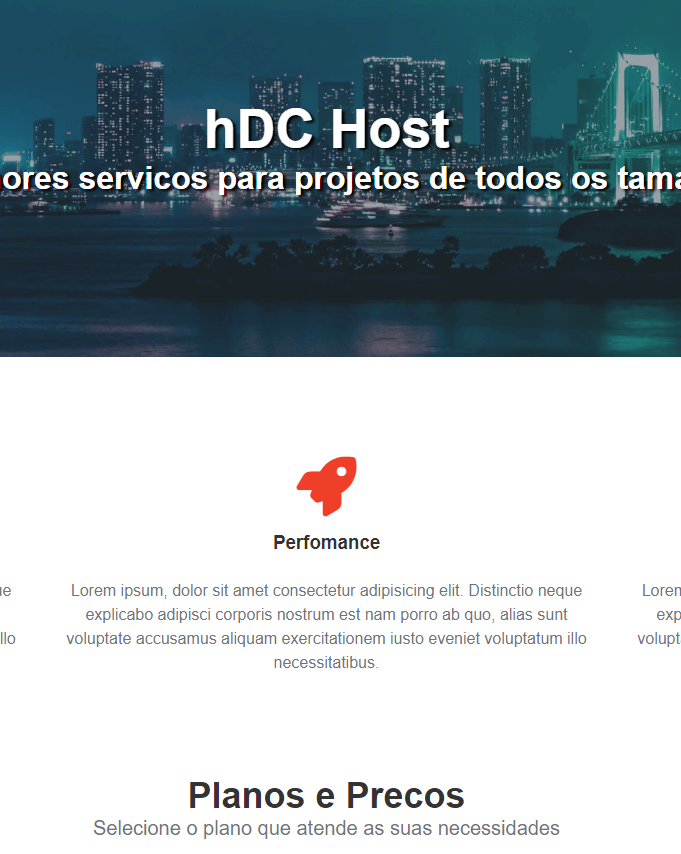 hDC Host
ores servicos para projetos de todos os tama
Perfomance
ue
Lorem ipsum, dolor sit amet consectetur adipisicing elit. Distinctio neque
Loren
explicabo adipisci corporis nostrum est nam porro ab quo, alias sunt
exp
llo
voluptate accusamus aliquam exercitationem iusto eveniet voluptatum illo
volupt
necessitatibus.
Planos e Precos
Selecione o plano que atende as suas necessidades